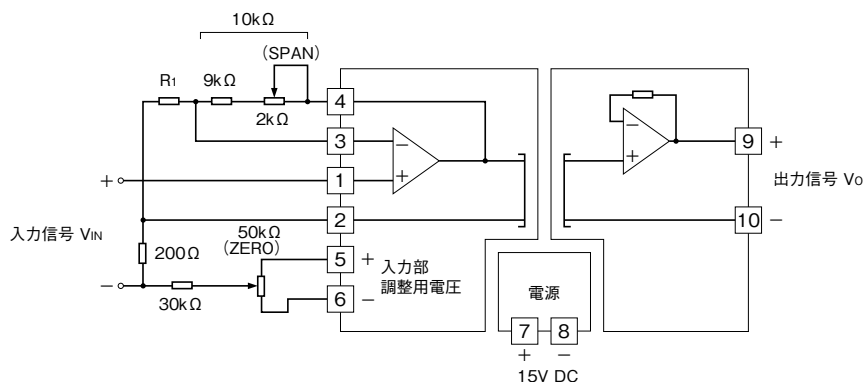 10kΩ
(SPAN)
R1
9kΩ
2kΩ
4
3
1
2
5
6
+
入力信号 VIN
−
200Ω
30kΩ
50kΩ
(ZERO)
+
−
入力部
調整用電圧
−
+
−
+
電源
7
8
+
−
15V DC
9
+
出力信号 VO
10
−